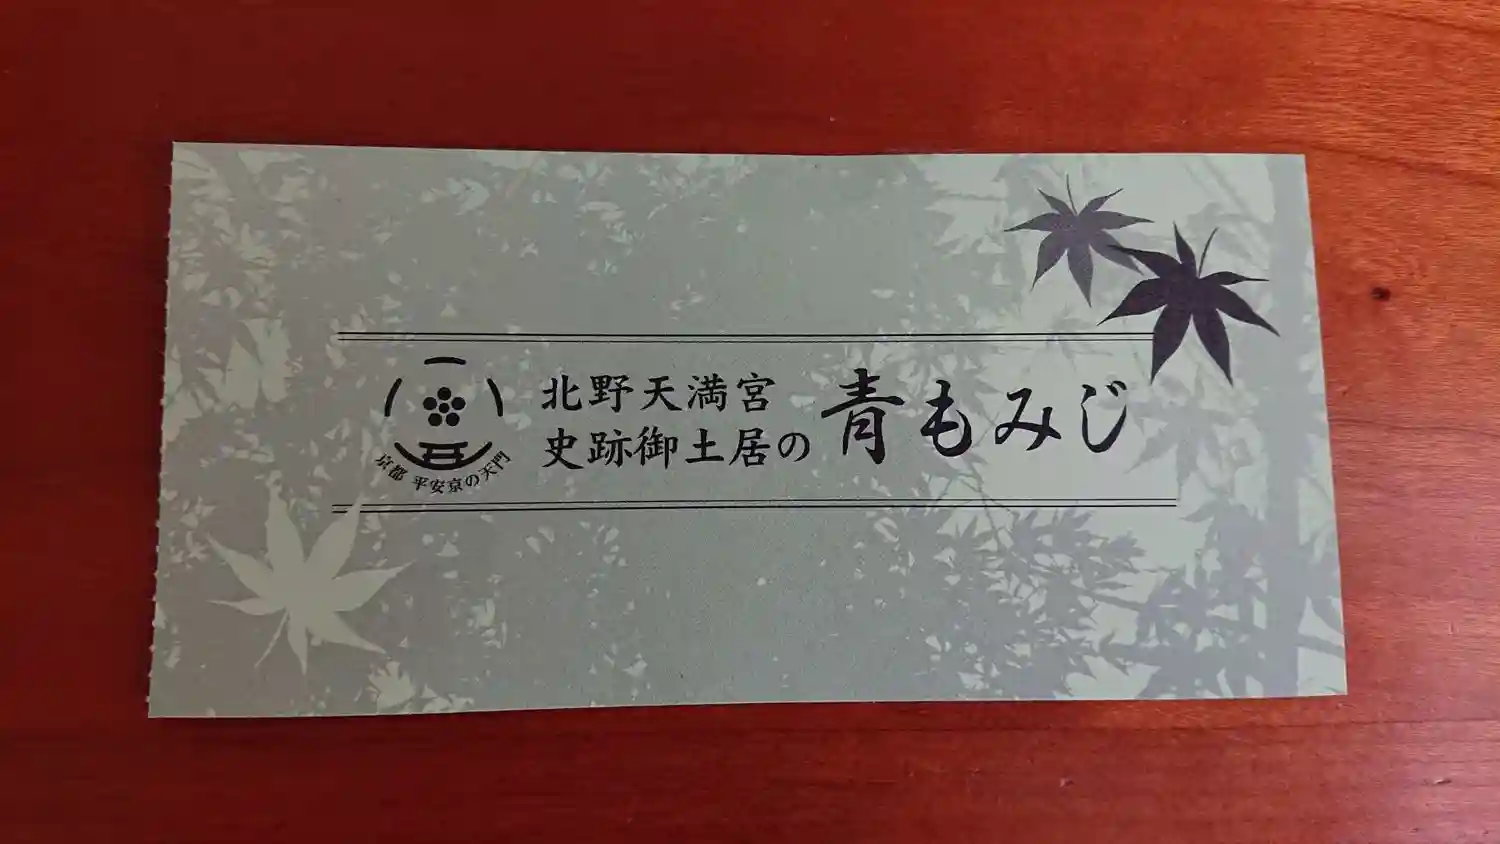 北野天満宮
史跡御土居の
青もみじ
京都 平安京の天門